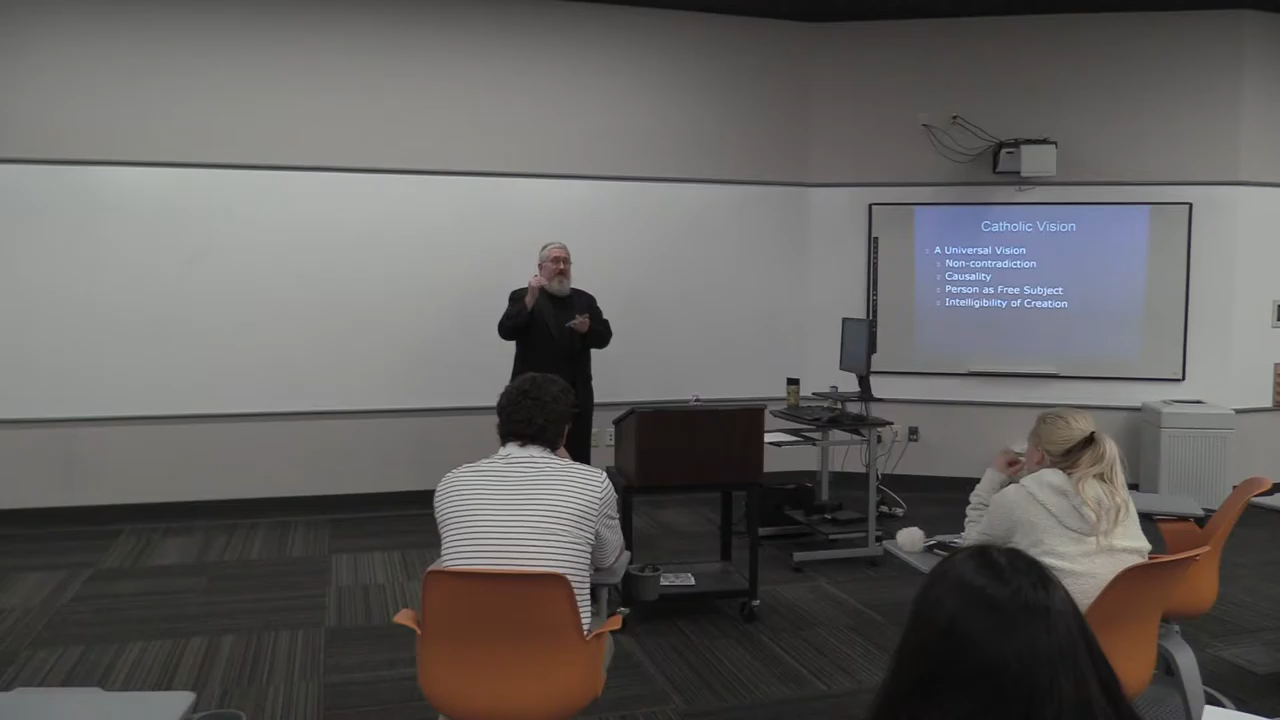 Catholic Vision
A Universal Vision
Non-contradiction
Causality
Person as Free Subject
Intelligibility of Creation